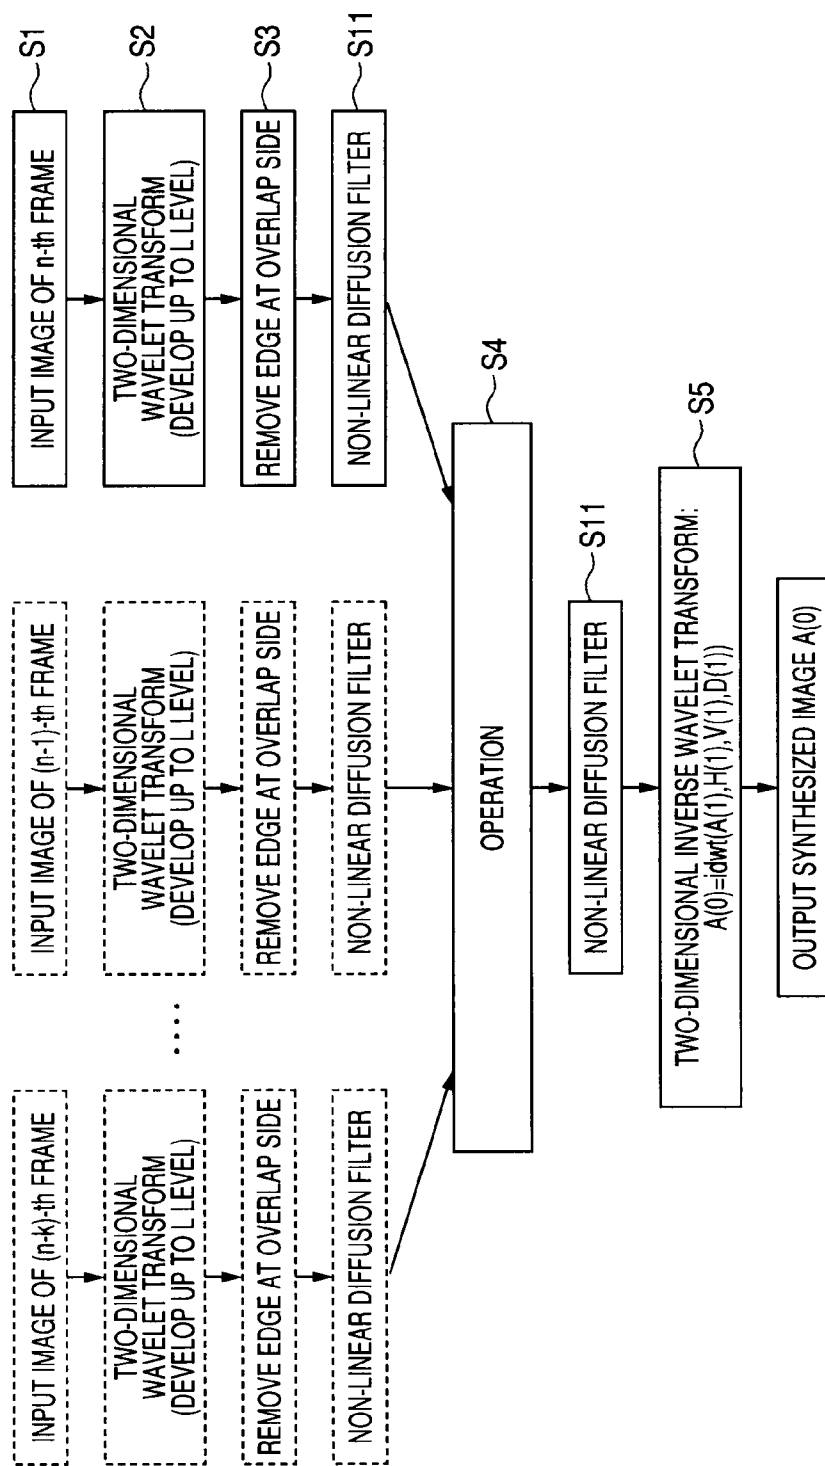 INPUT IMAGE OF (n-k)-th FRAME
TWO-DIMENSIONAL
WAVELET TRANSFORM
(DEVELOP UP TO L LEVEL)
REMOVE EDGE AT OVERLAP SIDE
NON-LINEAR DIFFUSION FILTER
....
INPUT IMAGE OF (n-1)-th FRAME
TWO-DIMENSIONAL
WAVELET TRANSFORM
(DEVELOP UP TO L LEVEL)
REMOVE EDGE AT OVERLAP SIDE
NON-LINEAR DIFFUSION FILTER
INPUT IMAGE OF n-th FRAME
S1
TWO-DIMENSIONAL
WAVELET TRANSFORM
(DEVELOP UP TO L LEVEL)
S2
REMOVE EDGE AT OVERLAP SIDE
S3
NON-LINEAR DIFFUSION FILTER
S11
OPERATION
S4
NON-LINEAR DIFFUSION FILTER
S11
TWO-DIMENSIONAL INVERSE WAVELET TRANSFORM:
A(0)=idwt(A(1),H(1),V(1),D(1))
S5
OUTPUT SYNTHESIZED IMAGE A(0)